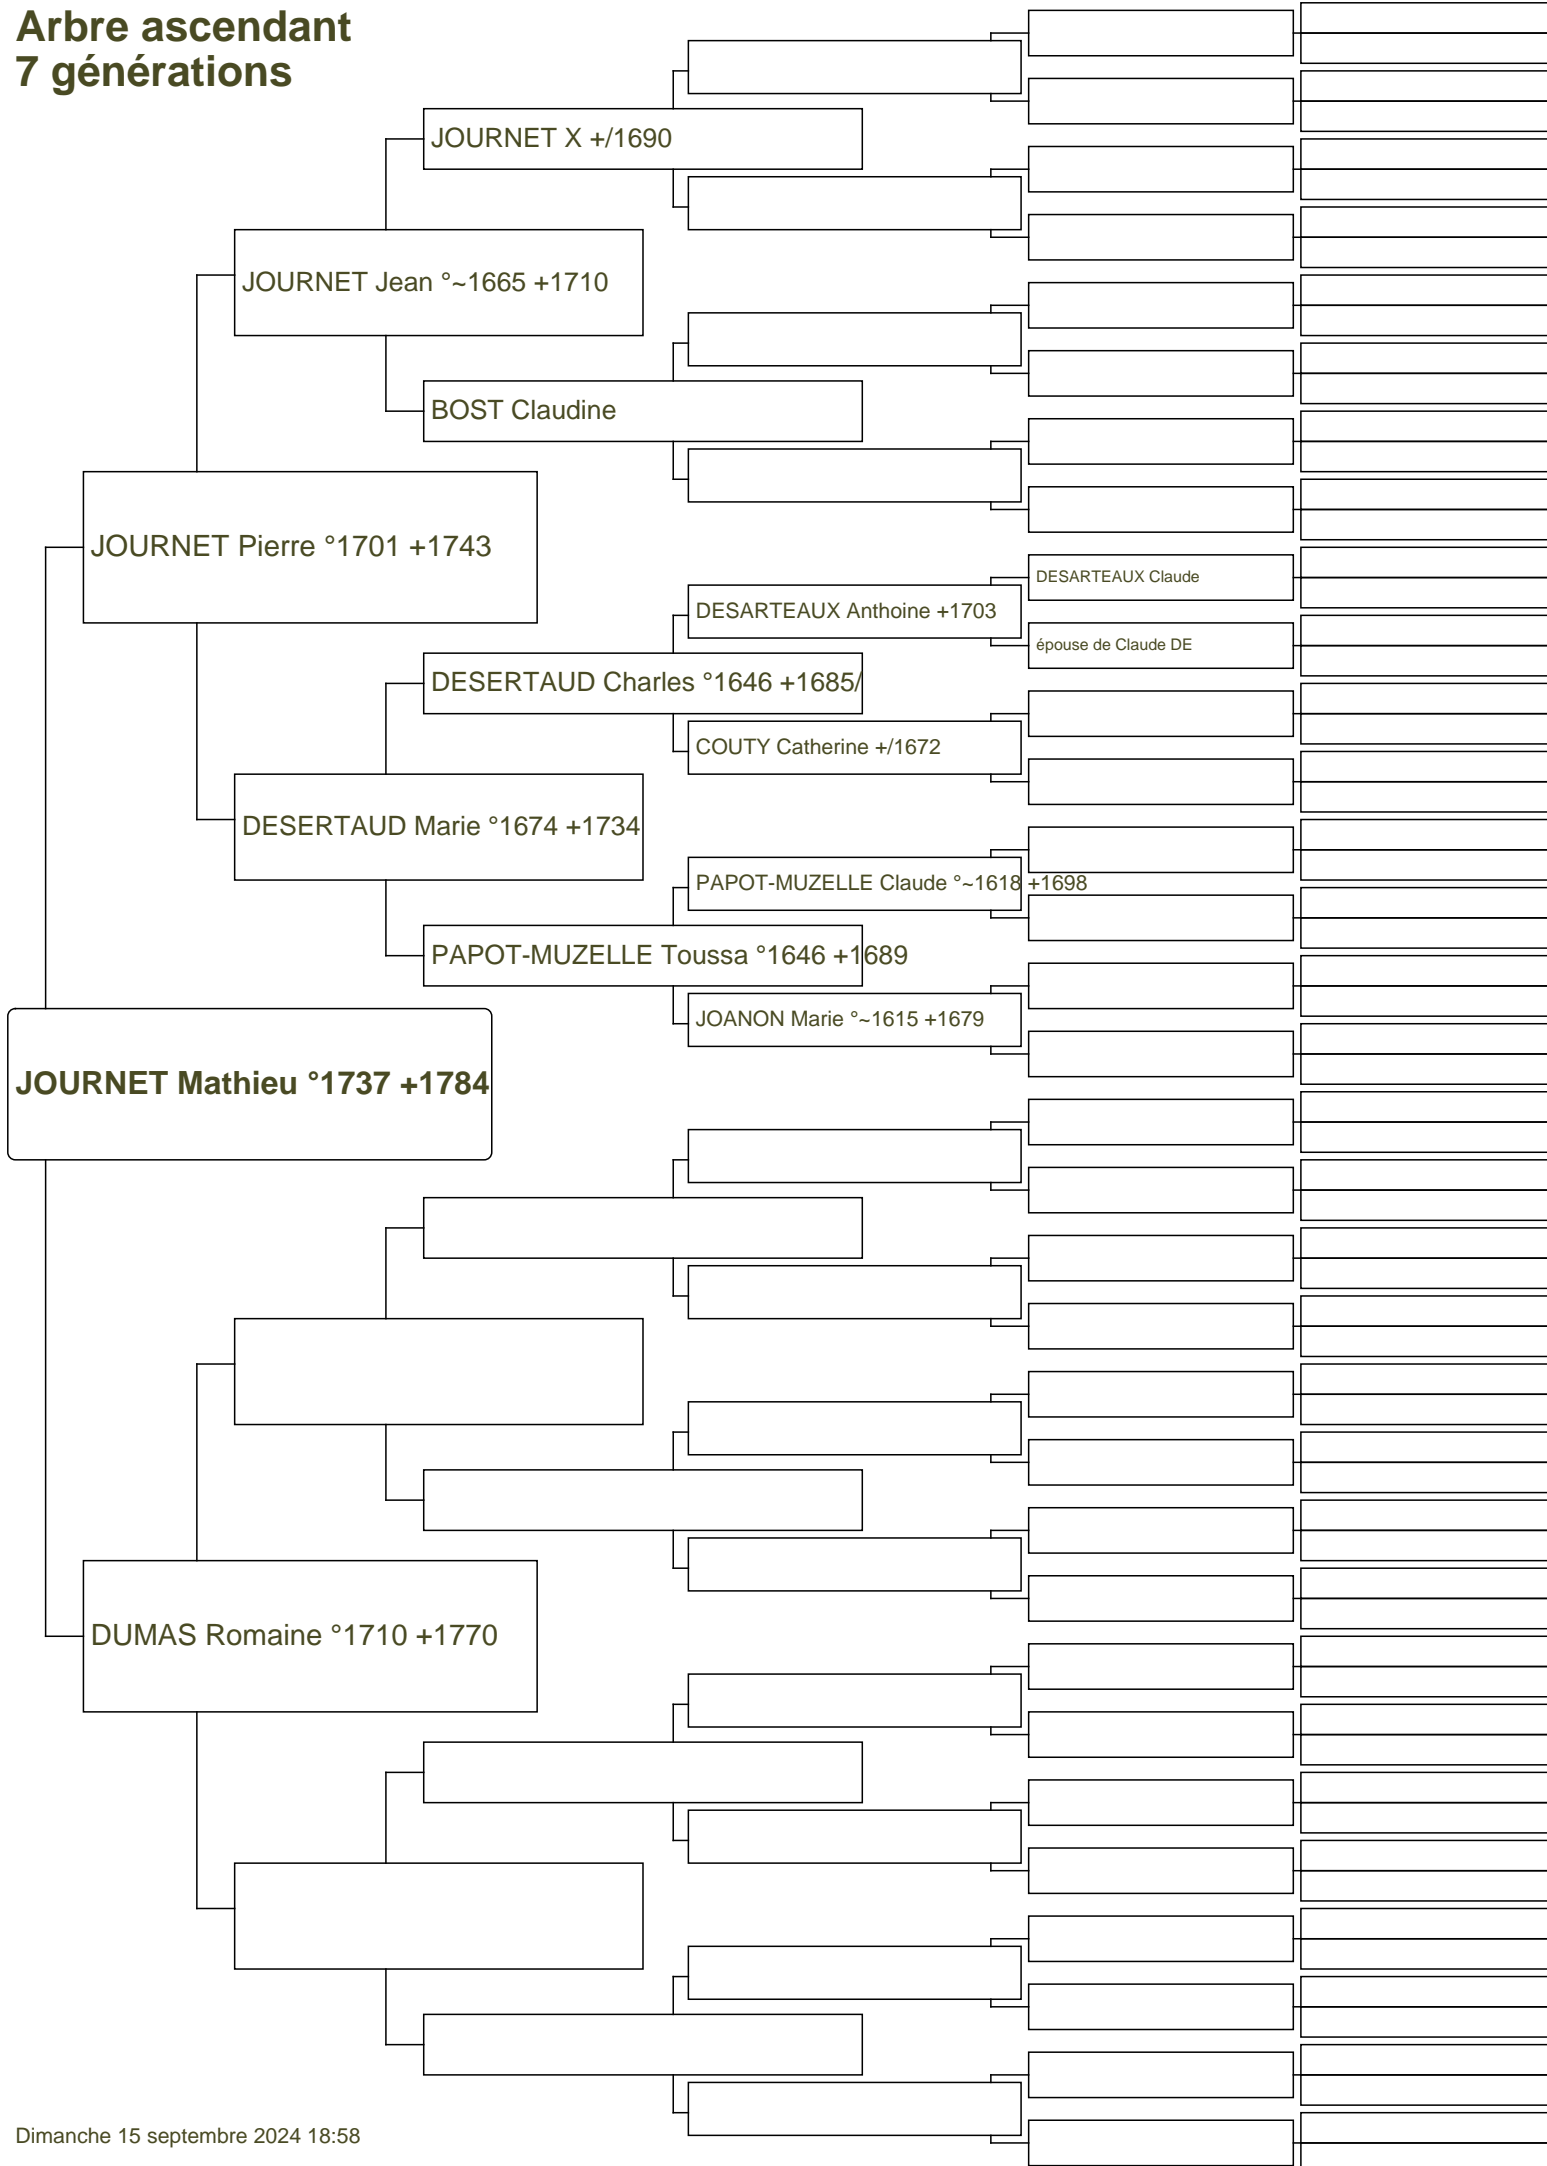 Arbre ascendant
7 générations
JOURNET X +/1690
JOURNET Jean °~1665 +1710
BOST Claudine
JOURNET Pierre °1701 +1743
DESARTEAUX Claude
DESARTEAUX Anthoine +1703
épouse de Claude DE
DESERTAUD Charles °1646 +1685/
COUTY Catherine +/1672
DESERTAUD Marie °1674 +1734
PAPOT-MUZELLE Claude °~1618 +1698
PAPOT-MUZELLE Toussa °1646 +1689
JOANON Marie °~1615 +1679
JOURNET Mathieu °1737 +1784
DUMAS Romaine °1710 +1770
Dimanche 15 septembre 2024 18:58